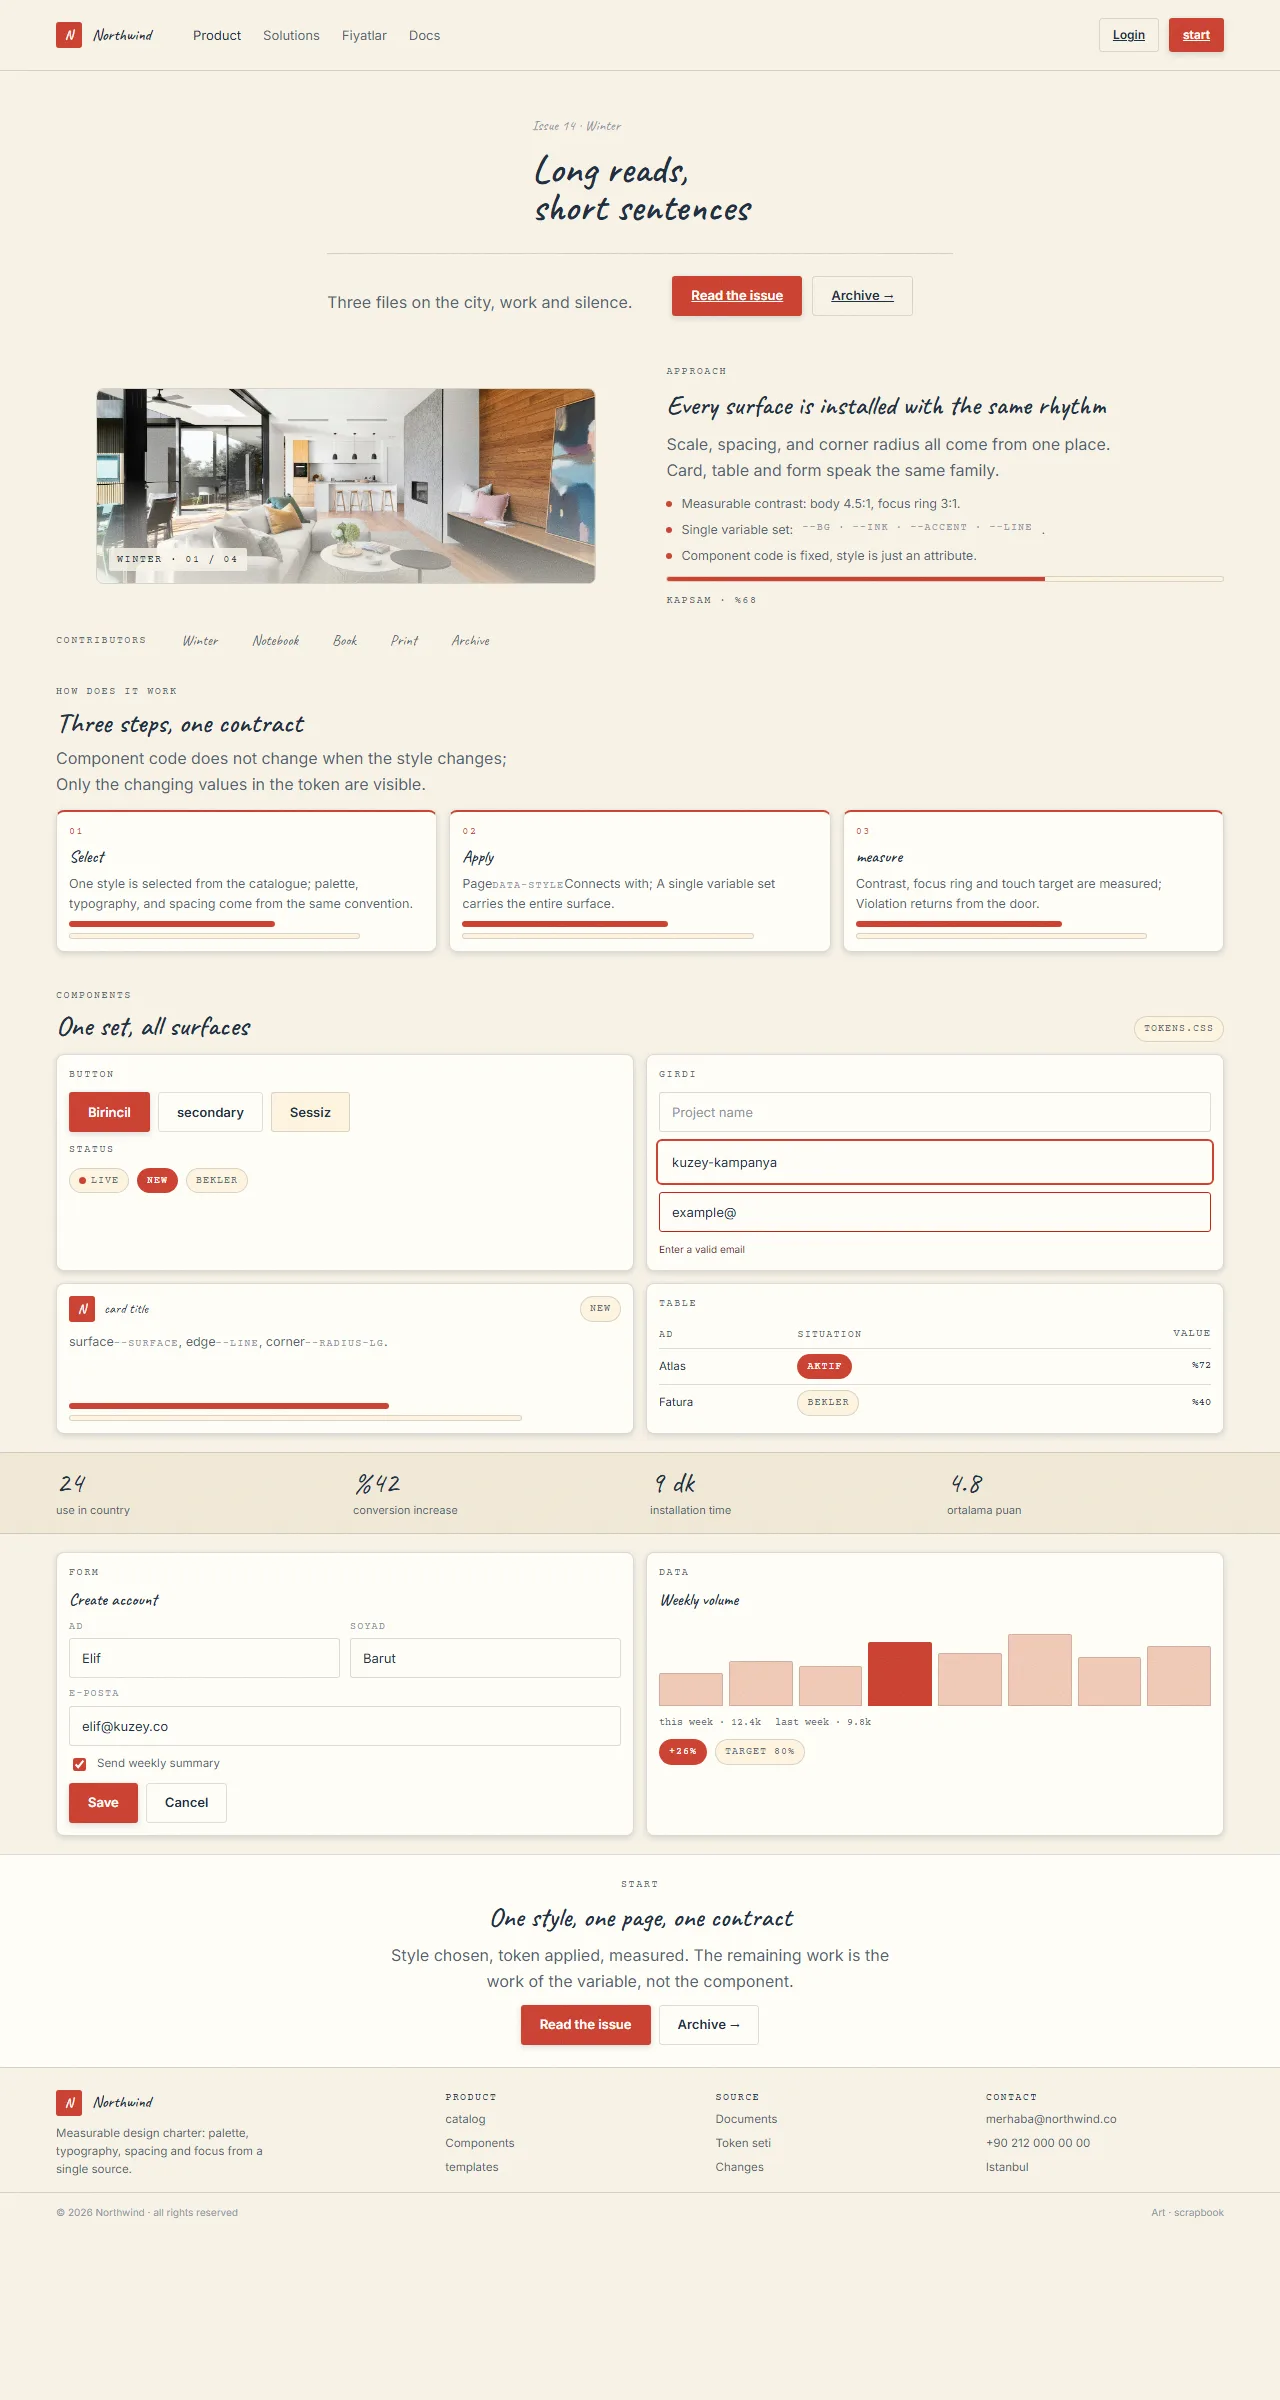 N Northwind Product Solutions Fiyatlar Docs Login start
Issue 14 · Winter
Long reads,
short sentences
Three files on the city, work and silence.
Read the issue
Archive →
WINTER · 01 / 04
APPROACH
Every surface is installed with the same rhythm
Scale, spacing, and corner radius all come from one place.
Card, table and form speak the same family.
Measurable contrast: body 4.5:1, focus ring 3:1.
Single variable set: --BG · --INK · --ACCENT · --LINE .
Component code is fixed, style is just an attribute.
KAPSAM · %68
CONTRIBUTORS Winter Notebook Book Print Archive
HOW DOES IT WORK
Three steps, one contract
Component code does not change when the style changes;
Only the changing values in the token are visible.
01
Select
One style is selected from the catalogue; palette,
typography, and spacing come from the same convention.
02
Apply
PageDATA-STYLEConnects with; A single variable set
carries the entire surface.
03
measure
Contrast, focus ring and touch target are measured;
Violation returns from the door.
COMPONENTS
One set, all surfaces
TOKENS.CSS
BUTTON
Birincil secondary Sessiz
STATUS
LIVE NEW BEKLER
GIRDI
Project name
kuzey-kampanya
example@
Enter a valid email
N card title NEW
surface--SURFACE, edge--LINE, corner--RADIUS-LG.
TABLE
AD SITUATION VALUE
Atlas AKTIF %72
Fatura BEKLER %40
24
use in country
%42
conversion increase
9 dk
installation time
4.8
ortalama puan
FORM
Create account
AD SOYAD
Elif Barut
E-POSTA
elif@kuzey.co
Send weekly summary
Save Cancel
DATA
Weekly volume
this week · 12.4k last week · 9.8k
+26% TARGET 80%
START
One style, one page, one contract
Style chosen, token applied, measured. The remaining work is the
work of the variable, not the component.
Read the issue Archive →
N Northwind
Measurable design charter: palette,
typography, spacing and focus from a
single source.
PRODUCT
catalog
Components
templates
SOURCE
Documents
Token seti
Changes
CONTACT
merhaba@northwind.co
+90 212 000 00 00
Istanbul
© 2026 Northwind · all rights reserved
Art · scrapbook